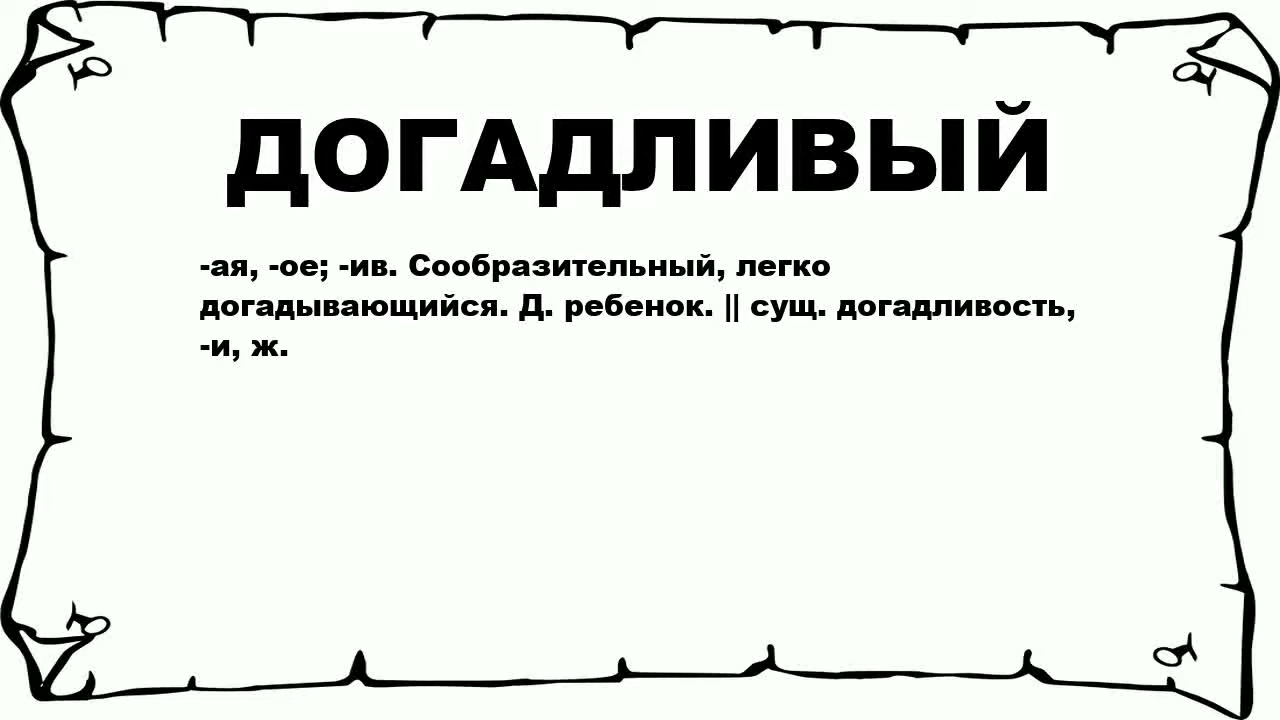 ДОГАДЛИВЫЙ
-ая, -ое; -ив. Сообразительный, легко
догадывающийся. Д. ребенок. || сущ. догадливость,
-и, ж.